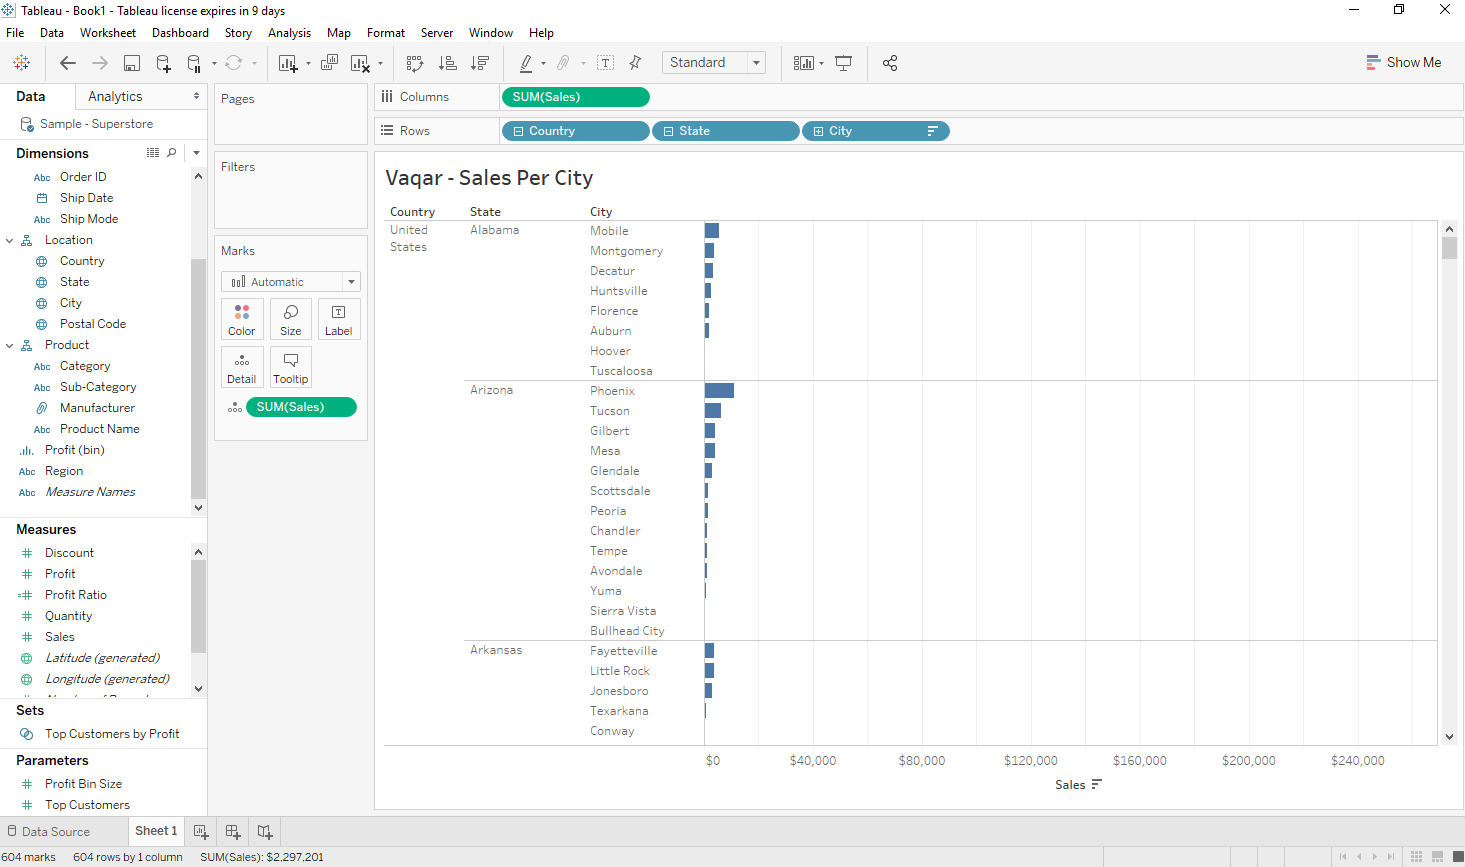 Tableau - Book1 - Tableau license expires in 9 days
File Data Worksheet Dashboard Story Analysis Map Format Server Window Help
Standard
Show Me
Data Analytics
Sample - Superstore
Dimensions
Abc Order ID
Ship Date
Abc Ship Mode
Location
Country
State
City
Postal Code
Product
Abc Category
Abc Sub-Category
Manufacturer
Abc Product Name
Profit (bin)
Abc Region
Abc Measure Names
Measures
Discount
Profit
Profit Ratio
Quantity
Sales
Latitude (generated)
Longitude (generated)
Sets
Top Customers by Profit
Parameters
Profit Bin Size
Top Customers
Pages
Filters
Marks
Automatic
Color Size Label
Detail Tooltip
SUM(Sales)
Columns SUM(Sales)
Rows Country State City
Vaqar - Sales Per City
Country State City
United States Alabama Mobile
Montgomery
Decatur
Huntsville
Florence
Auburn
Hoover
Tuscaloosa
Arizona Phoenix
Tucson
Gilbert
Mesa
Glendale
Scottsdale
Peoria
Chandler
Tempe
Avondale
Yuma
Sierra Vista
Bullhead City
Arkansas Fayetteville
Little Rock
Jonesboro
Texarkana
Conway
$0 $40,000 $80,000 $120,000 $160,000 $200,000 $240,000
Sales
Data Source Sheet 1
604 marks 604 rows by 1 column SUM(Sales): $2,297,201